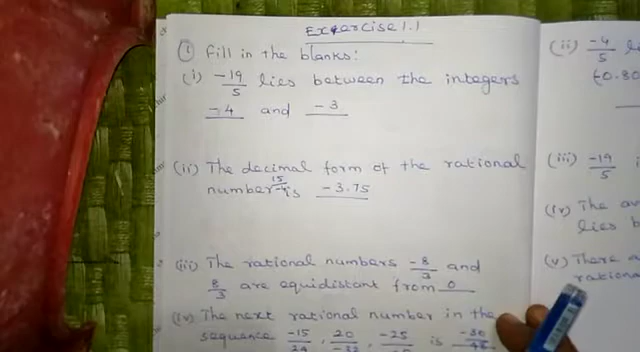 Exercise 1.1
① Fill in the blanks:
(i) -19/5 lies between the integers
-4 and -3
(ii) The decimal form of the rational
number 15/-4 is -3.75
(iii) The rational numbers -8/3 and
8/3 are equidistant from 0
(iv) The next rational number in the
sequence -15/24, 20/-32, -25/ is -30/48
(ii) -4/5
(-0.80
(iii) -19/5
(iv) The
lies
(v) There